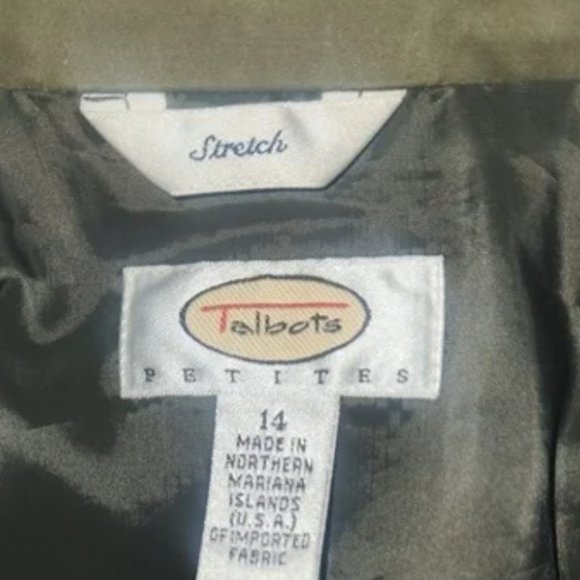 Stretch
Talbots
PETITES
14
MADE IN
NORTHERN
MARIANA
ISLANDS
(U.S.A.)
OF IMPORTED
FABRIC